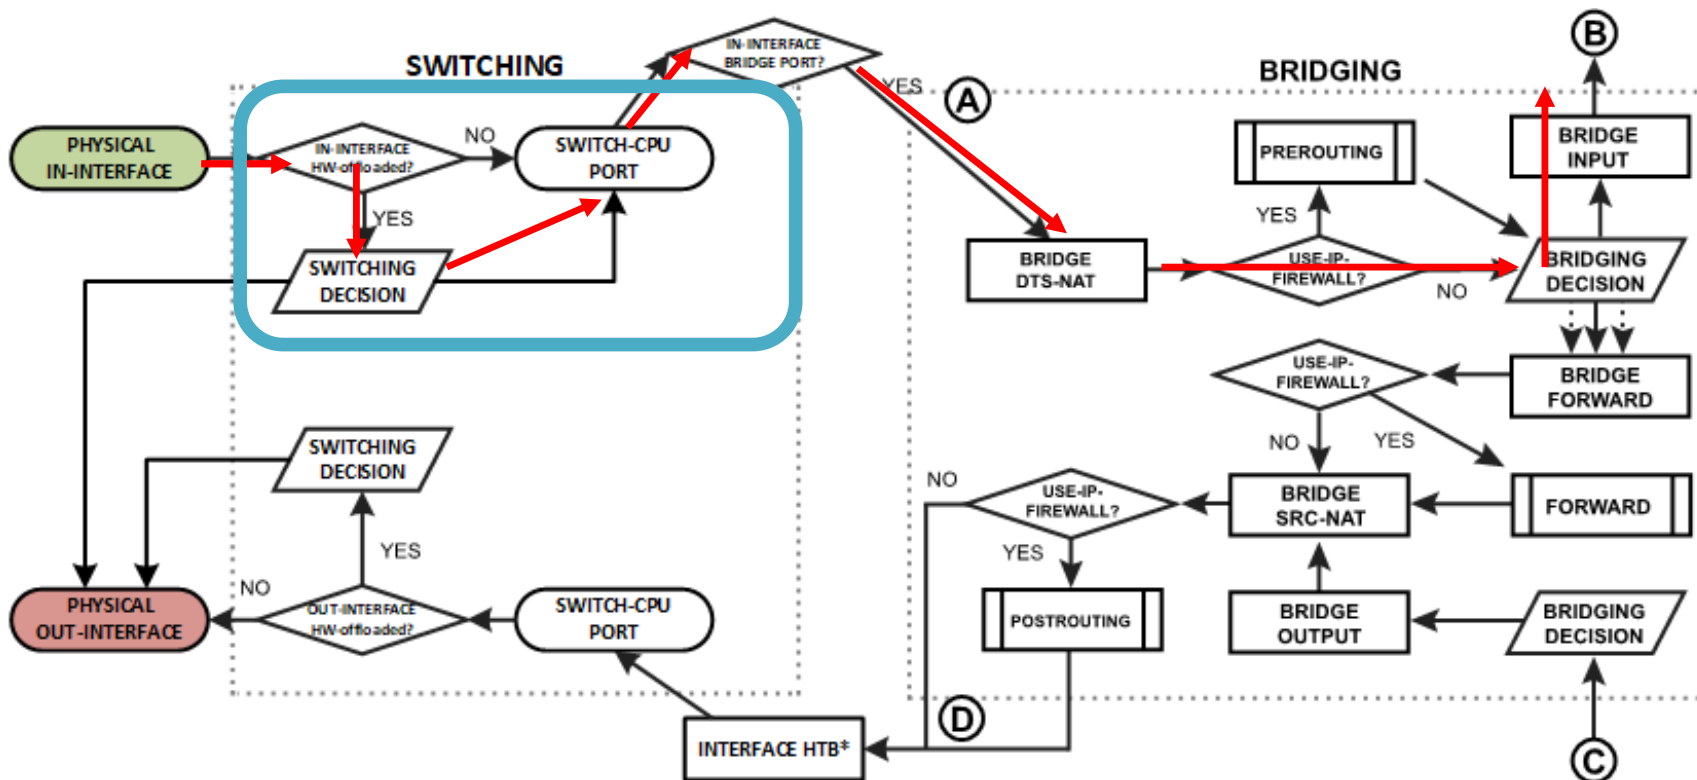 SWITCHING
IN-INTERFACE
BRIDGE PORT?
YES
BRIDGING
A
B
PHYSICAL
IN-INTERFACE
IN-INTERFACE
HW-offloaded?
NO
SWITCH-CPU
PORT
YES
SWITCHING
DECISION
PREROUTING
BRIDGE
INPUT
YES
BRIDGE
DTS-NAT
USE-IP-
FIREWALL?
NO
BRIDGING
DECISION
USE-IP-
FIREWALL?
BRIDGE
FORWARD
NO
YES
SWITCHING
DECISION
NO
USE-IP-
FIREWALL?
BRIDGE
SRC-NAT
FORWARD
YES
YES
NO
PHYSICAL
OUT-INTERFACE
OUT-INTERFACE
HW-offloaded?
SWITCH-CPU
PORT
POSTROUTING
BRIDGE
OUTPUT
BRIDGING
DECISION
D
INTERFACE HTB*
C